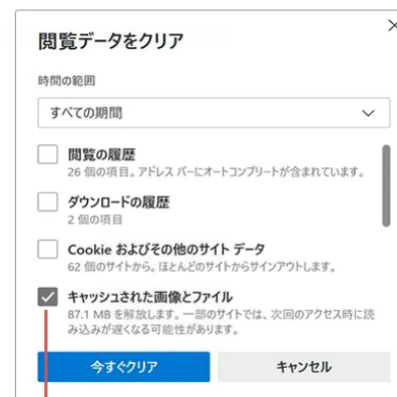 閲覧データをクリア
時間の範囲
すべての期間
閲覧の履歴
26 個の項目。アドレス バーにオートコンプリートが含まれています。
ダウンロードの履歴
2 個の項目
Cookie およびその他のサイト データ
62 個のサイトから。ほとんどのサイトからサインアウトします。
キャッシュされた画像とファイル
87.1 MB を解放します。一部のサイトでは、次回のアクセス時に読
み込みが遅くなる可能性があります。
今すぐクリア
キャンセル